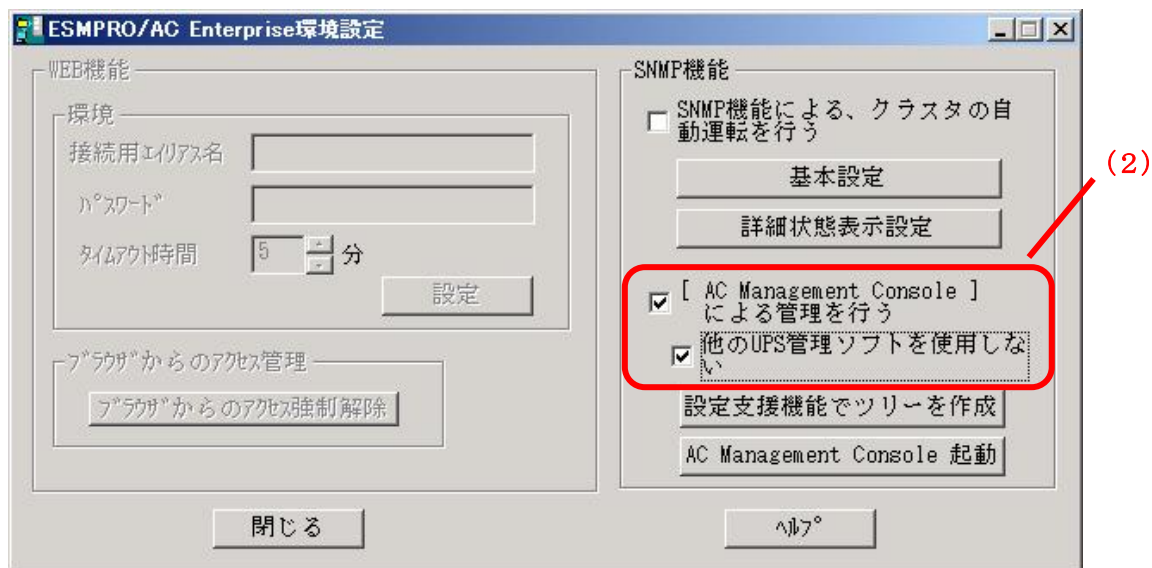 ESMPRO/AC Enterprise環境設定
WEB機能
環境
接続用ｴｲﾘｱｽ名
ﾊﾟｽﾜｰﾄﾞ
ﾀｲﾑｱｳﾄ時間
5
分
設定
ﾌﾞﾗｳｻﾞからのｱｸｾｽ管理
ﾌﾞﾗｳｻﾞからのｱｸｾｽ強制解除
SNMP機能
SNMP機能による、クラスタの自
動運転を行う
基本設定
詳細状態表示設定
(2)
[ AC Management Console ]
による管理を行う
他のUPS管理ソフトを使用しな
い
設定支援機能でツリーを作成
AC Management Console 起動
閉じる
ﾍﾙﾌﾟ